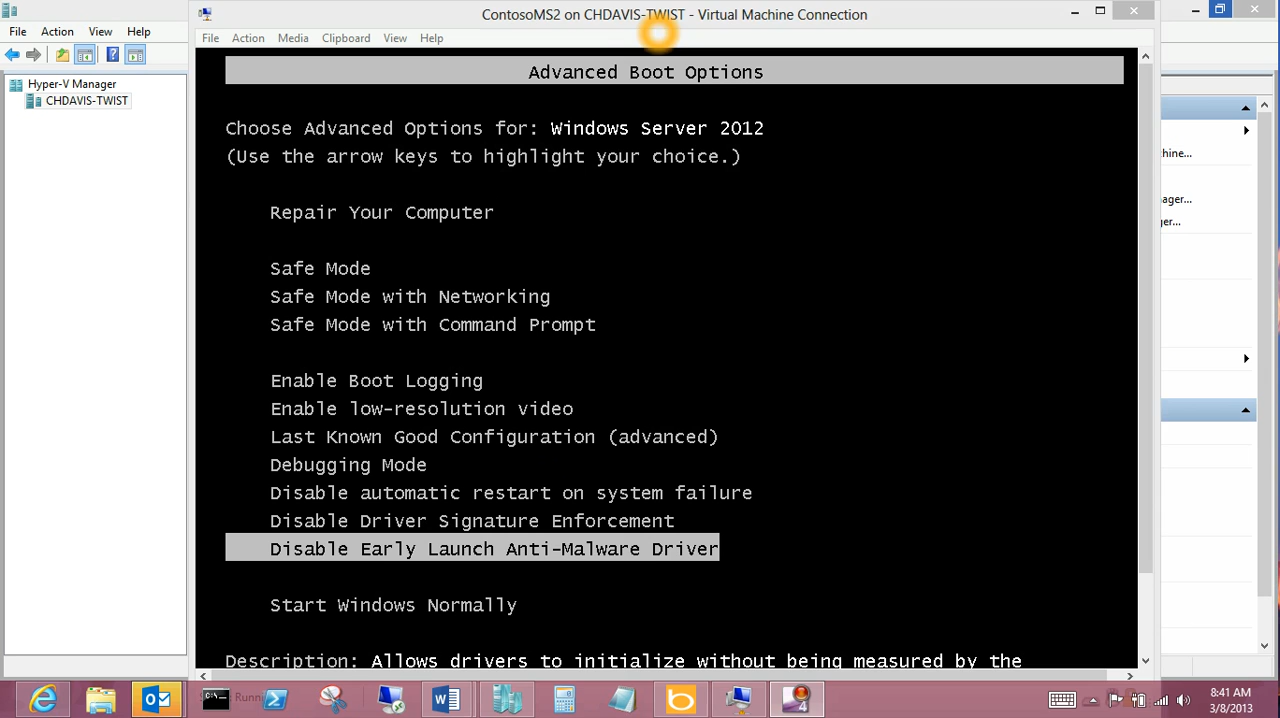 ContosoMS2 on CHDAVIS-TWIST - Virtual Machine Connection
File Action View Help
File Action Media Clipboard View Help
Hyper-V Manager
CHDAVIS-TWIST
Advanced Boot Options
Choose Advanced Options for: Windows Server 2012
(Use the arrow keys to highlight your choice.)
Repair Your Computer
Safe Mode
Safe Mode with Networking
Safe Mode with Command Prompt
Enable Boot Logging
Enable low-resolution video
Last Known Good Configuration (advanced)
Debugging Mode
Disable automatic restart on system failure
Disable Driver Signature Enforcement
Disable Early Launch Anti-Malware Driver
Start Windows Normally
Description: Allows drivers to initialize without being measured by the
hine...
ager...
ger...
8:41 AM
3/8/2013